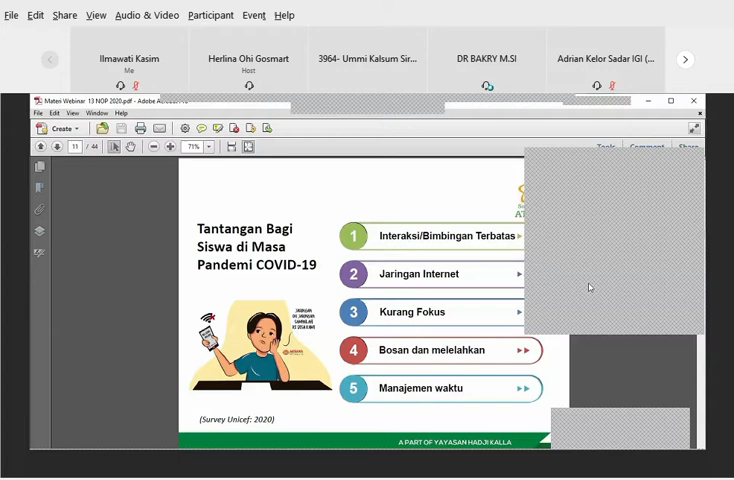 File Edit Share View Audio & Video Participant Event Help
Ilmawati Kasim
Me
Herlina Ohi Gosmart
Host
3964- Ummi Kalsum Sir...
DR BAKRY M.SI
Adrian Kelor Sadar IGI (...
Materi Webinar 13 NOP 2020.pdf - Adobe
File Edit View Window Help
Create
11 / 44
71%
Tools Comment Share
Tantangan Bagi
Siswa di Masa
Pandemi COVID-19
1 Interaksi/Bimbingan Terbatas
2 Jaringan Internet
3 Kurang Fokus
4 Bosan dan melelahkan
5 Manajemen waktu
(Survey Unicef: 2020)
A PART OF YAYASAN HADJI KALLA